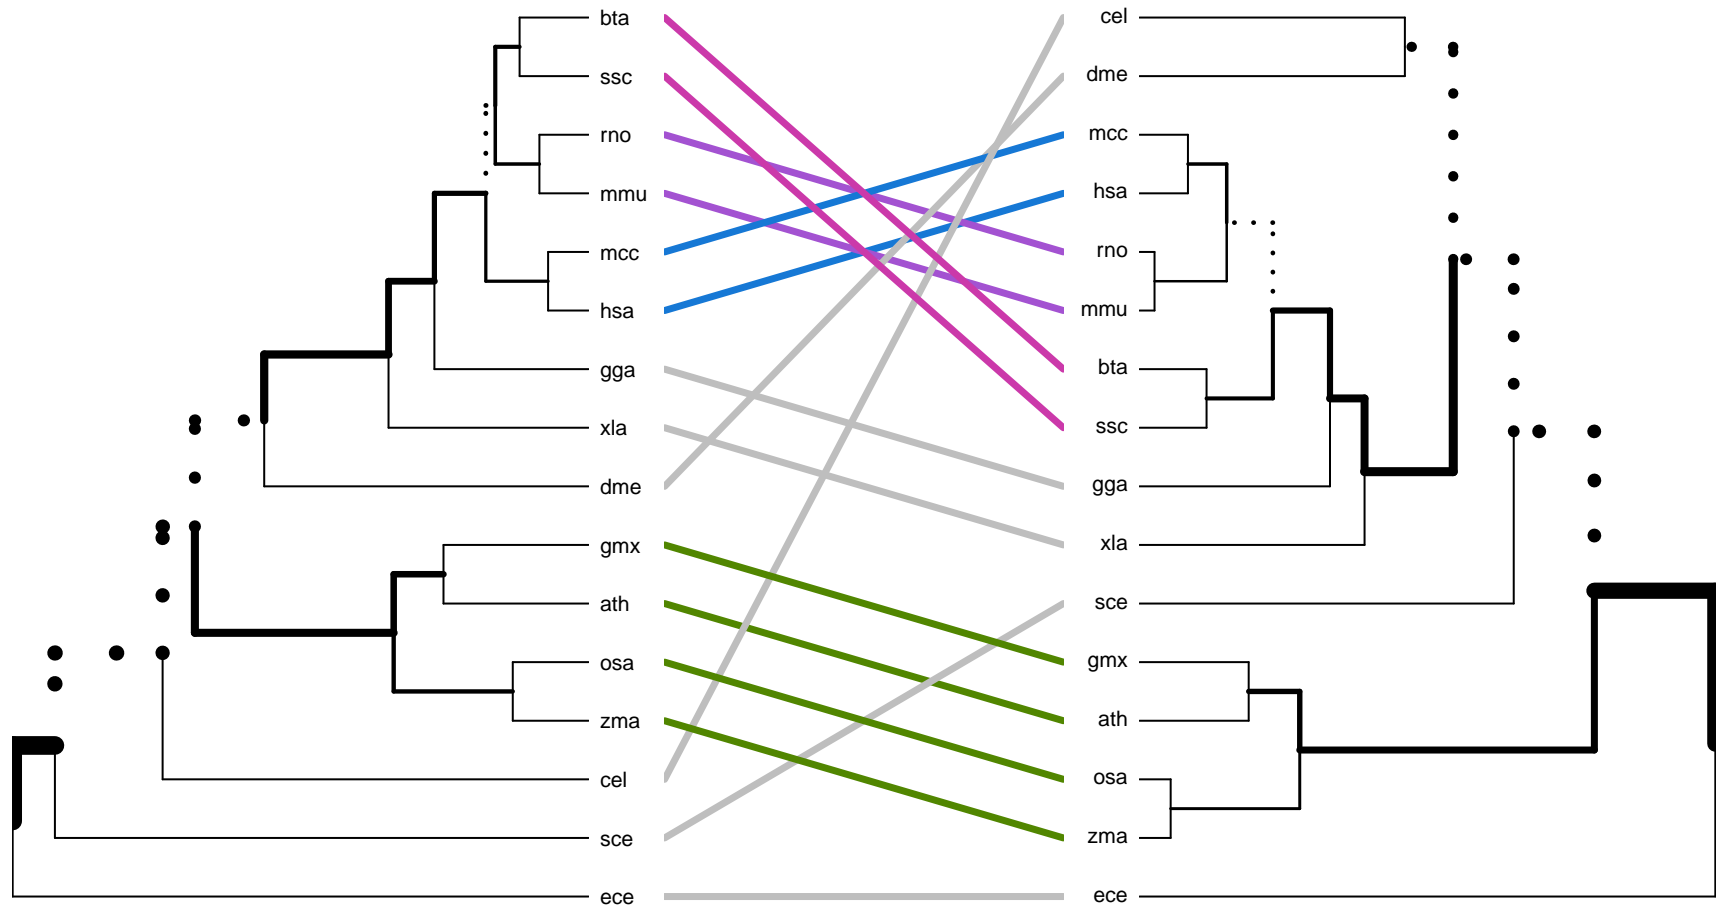 bta
ssc
rno
mmu
mcc
hsa
gga
xla
dme
gmx
ath
osa
zma
cel
sce
ece
cel
dme
mcc
hsa
rno
mmu
bta
ssc
gga
xla
sce
gmx
ath
osa
zma
ece